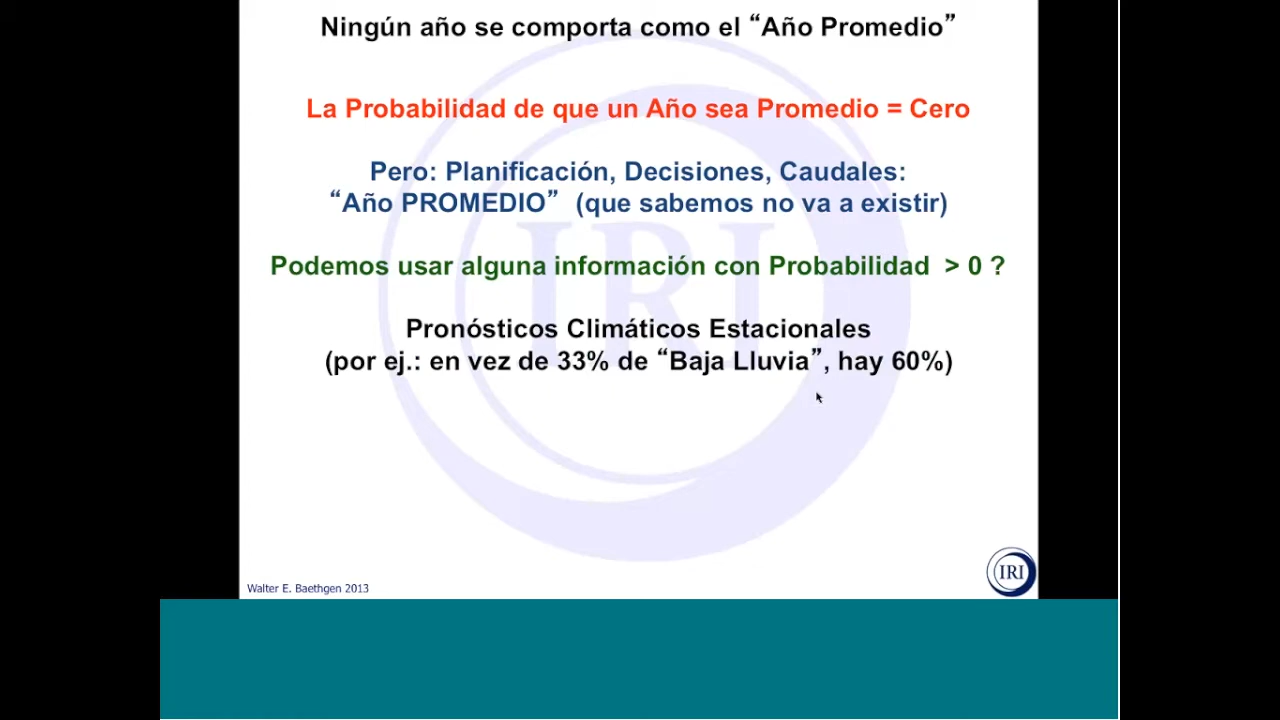 Ningún año se comporta como el “Año Promedio”
La Probabilidad de que un Año sea Promedio = Cero
Pero: Planificación, Decisiones, Caudales:
“Año PROMEDIO” (que sabemos no va a existir)
IRI
Podemos usar alguna información con Probabilidad > 0 ?
Pronósticos Climáticos Estacionales
(por ej.: en vez de 33% de “Baja Lluvia”, hay 60%)
IRI
Walter E. Baethgen 2013